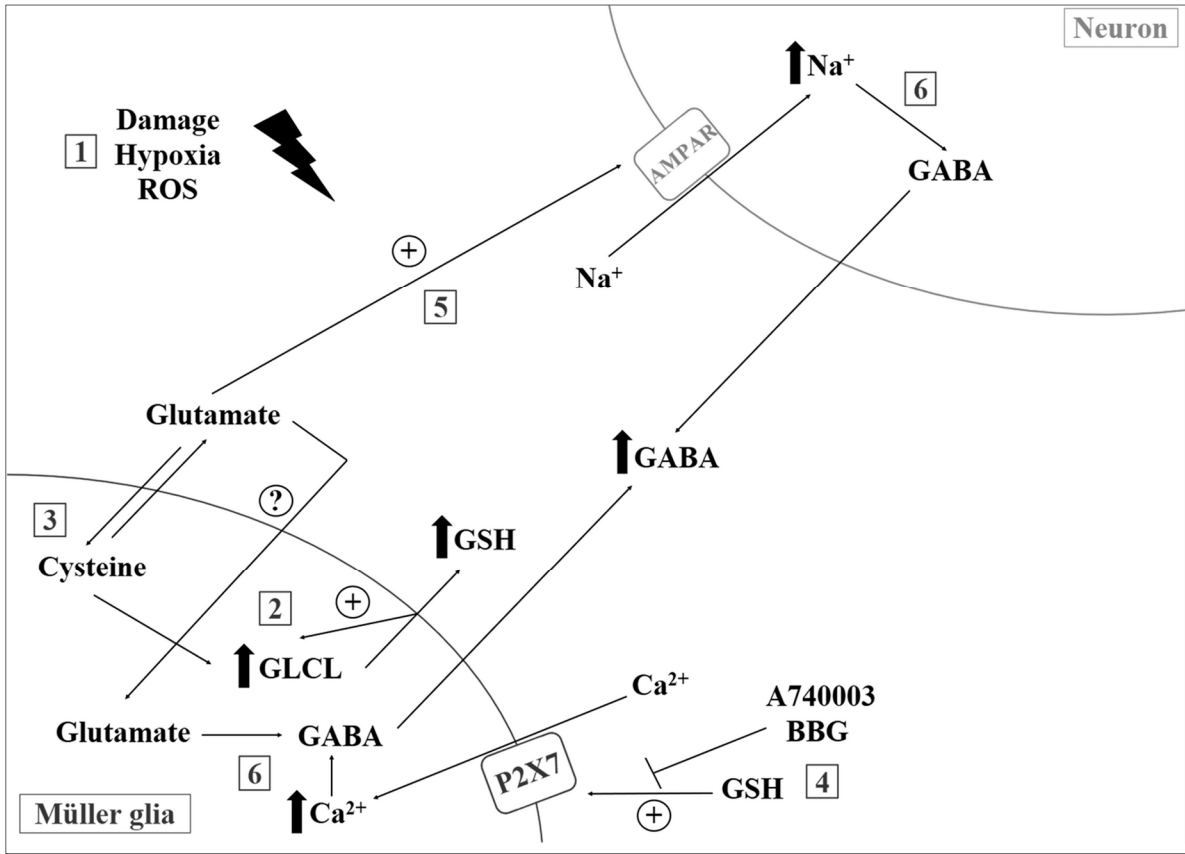 Neuron
Na⁺
6
Damage
1 Hypoxia
ROS
AMPAR
GABA
+
Na⁺
5
Glutamate
GABA
?
3
GSH
Cysteine
2
+
GLCL
Ca²⁺
A740003
BBG
Glutamate
GABA
P2X7
6
GSH
4
Ca²⁺
+
Müller glia